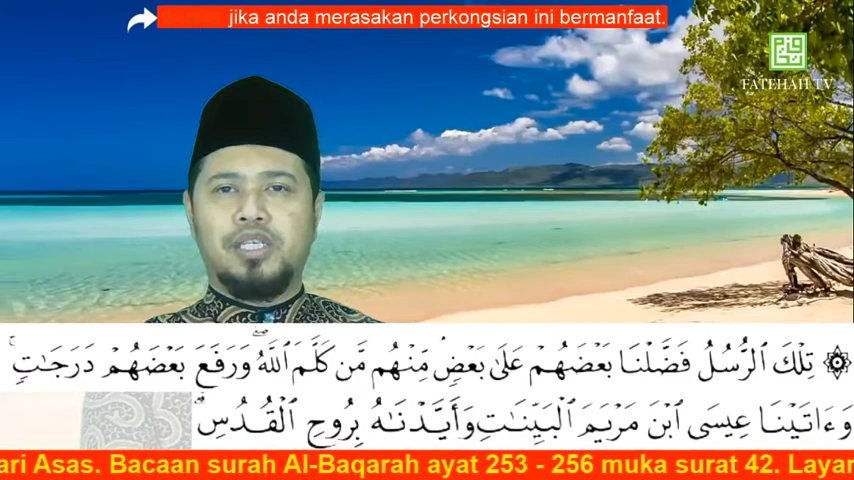 jika anda merasakan perkongsian ini bermanfaat.
FATEHAH TV
۞ تِلْكَ ٱلرُّسُلُ فَضَّلْنَا بَعْضَهُمْ عَلَىٰ بَعْضٍۘ مِّنْهُم مَّن كَلَّمَ ٱللَّهُۖ وَرَفَعَ بَعْضَهُمْ دَرَجَـٰتٍۚ
وَءَاتَيْنَا عِيسَى ٱبْنَ مَرْيَمَ ٱلْبَيِّنَـٰتِ وَأَيَّدْنَـٰهُ بِرُوحِ ٱلْقُدُسِۗ
ari Asas. Bacaan surah Al-Baqarah ayat 253 - 256 muka surat 42. Layar